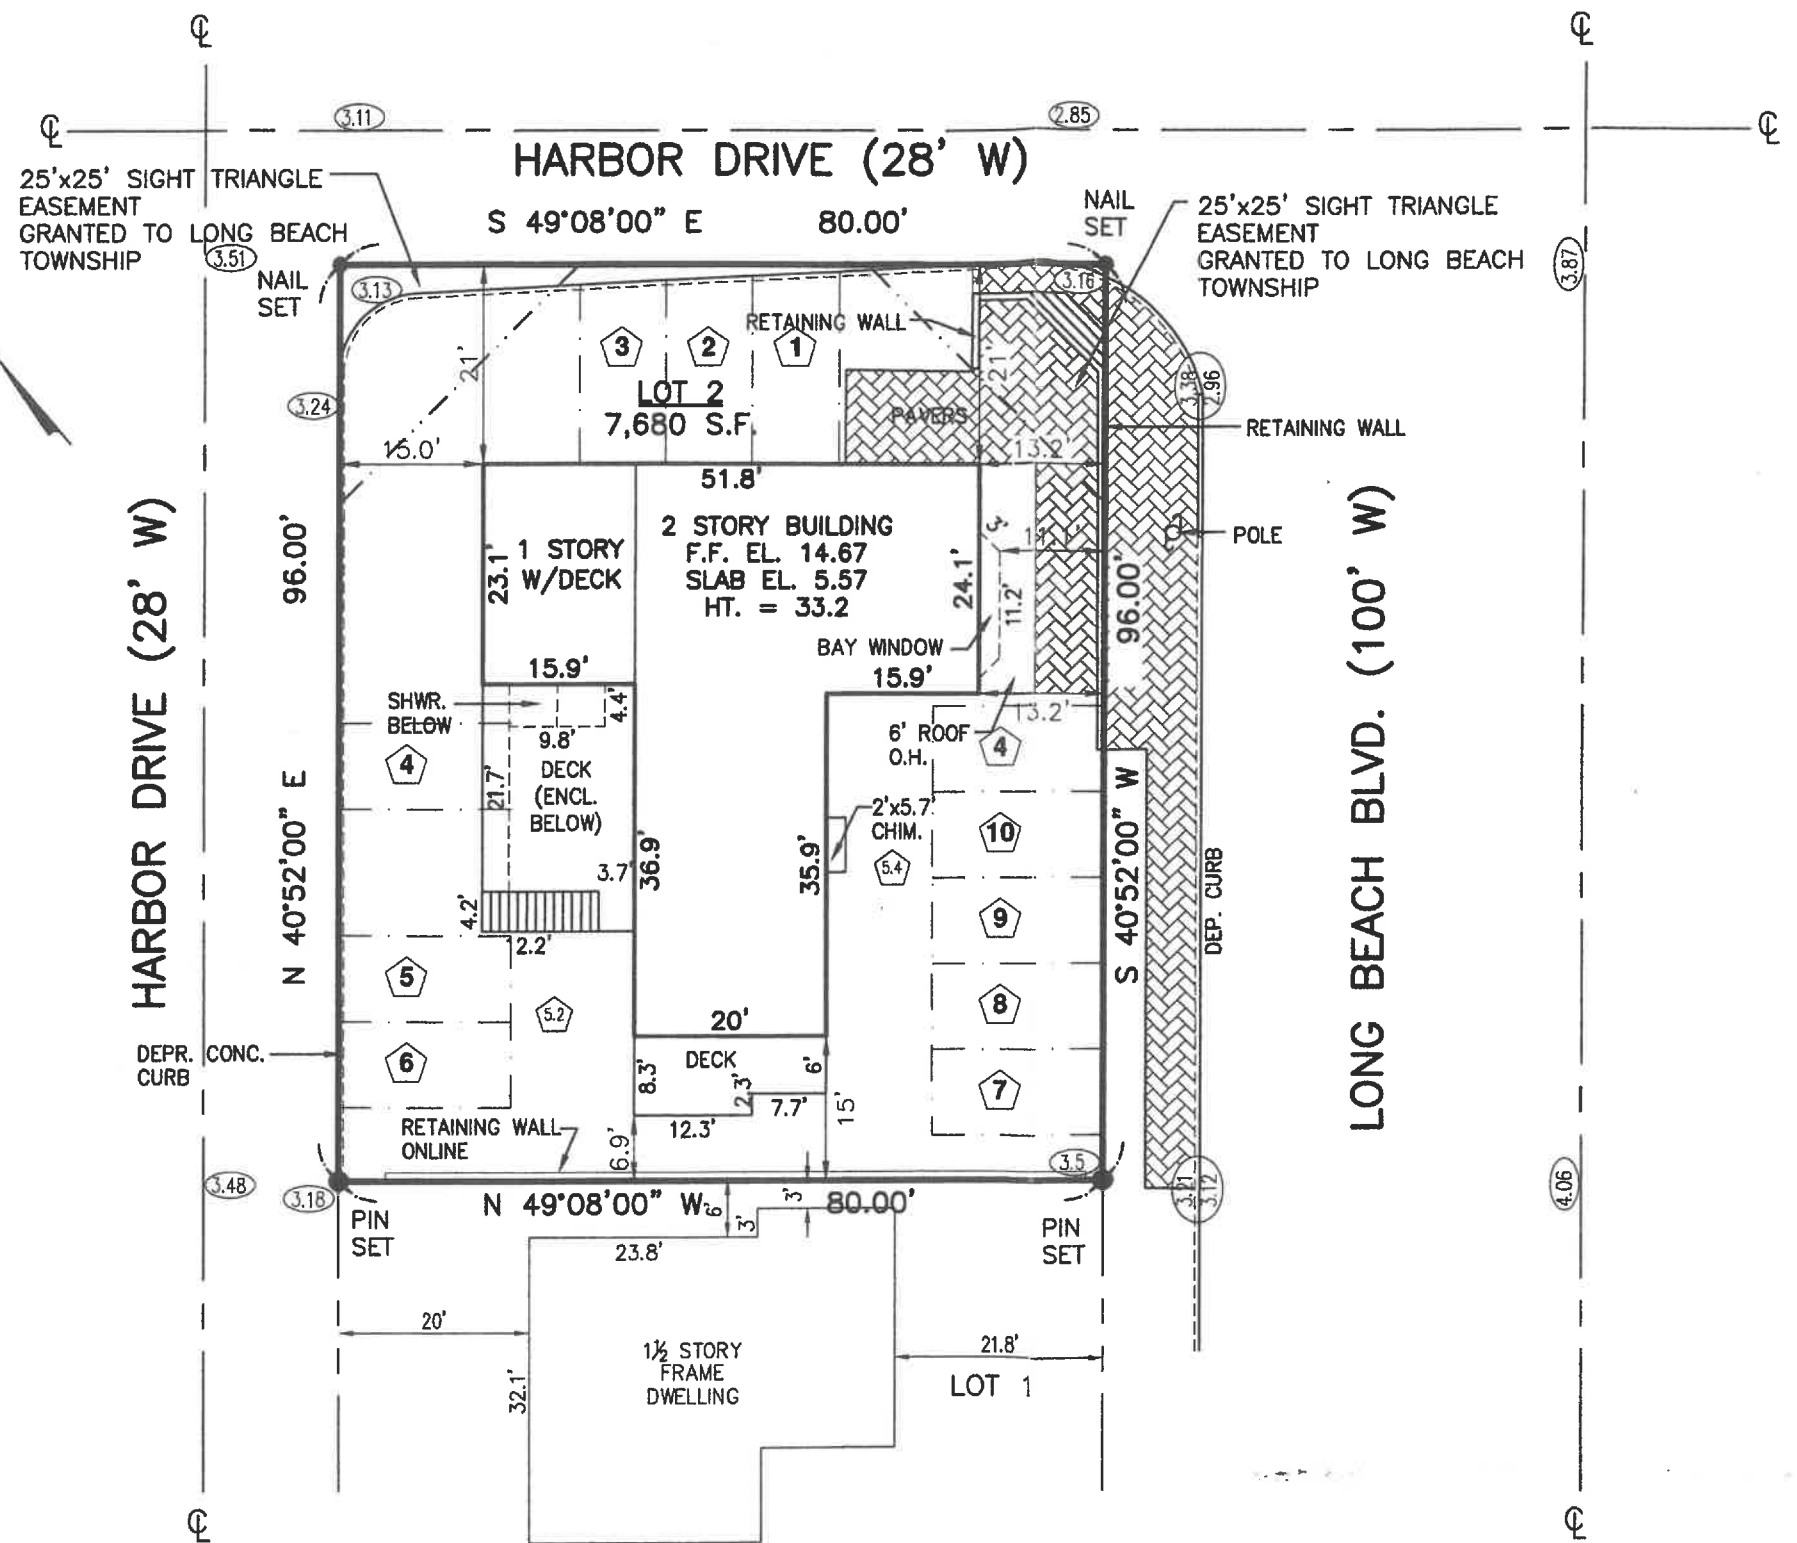 ℄
℄
℄
℄
3.11
2.85
HARBOR DRIVE (28' W)
25'x25' SIGHT TRIANGLE
EASEMENT
GRANTED TO LONG BEACH
TOWNSHIP
S 49°08'00" E 80.00'
NAIL
SET
25'x25' SIGHT TRIANGLE
EASEMENT
GRANTED TO LONG BEACH
TOWNSHIP
3.51
3.87
NAIL
SET
3.13
3.16
RETAINING WALL
3
2
1
21'
21'
3.38
2.96
LOT 2
7,680 S.F.
PAVERS
3.24
RETAINING WALL
15.0'
13.2'
51.8'
HARBOR DRIVE (28' W)
96.00'
N 40°52'00" E
23.1'
1 STORY
W/DECK
2 STORY BUILDING
F.F. EL. 14.67
SLAB EL. 5.57
HT. = 33.2
24.1'
3'
11.1'
11.2'
POLE
96.00'
S 40°52'00" W
LONG BEACH BLVD. (100' W)
BAY WINDOW
15.9'
15.9'
SHWR.
BELOW
4.4'
9.8'
13.2'
6' ROOF
O.H.
4
4
21.7'
DECK
(ENCL.
BELOW)
2'x5.7'
CHIM.
10
36.9'
35.9'
5.4
3.7'
4.2'
2.2'
9
DEP. CURB
5
5.2
8
20'
DEPR. CONC.
CURB
6
DECK
8.3'
6'
2.3'
7.7'
12.3'
15'
7
RETAINING WALL
ONLINE
6.9'
3.5
3.48
3.18
3.21
3.12
4.06
N 49°08'00" W 80.00'
6'
3'
3'
PIN
SET
PIN
SET
23.8'
20'
21.8'
32.1'
1½ STORY
FRAME
DWELLING
LOT 1
℄
℄